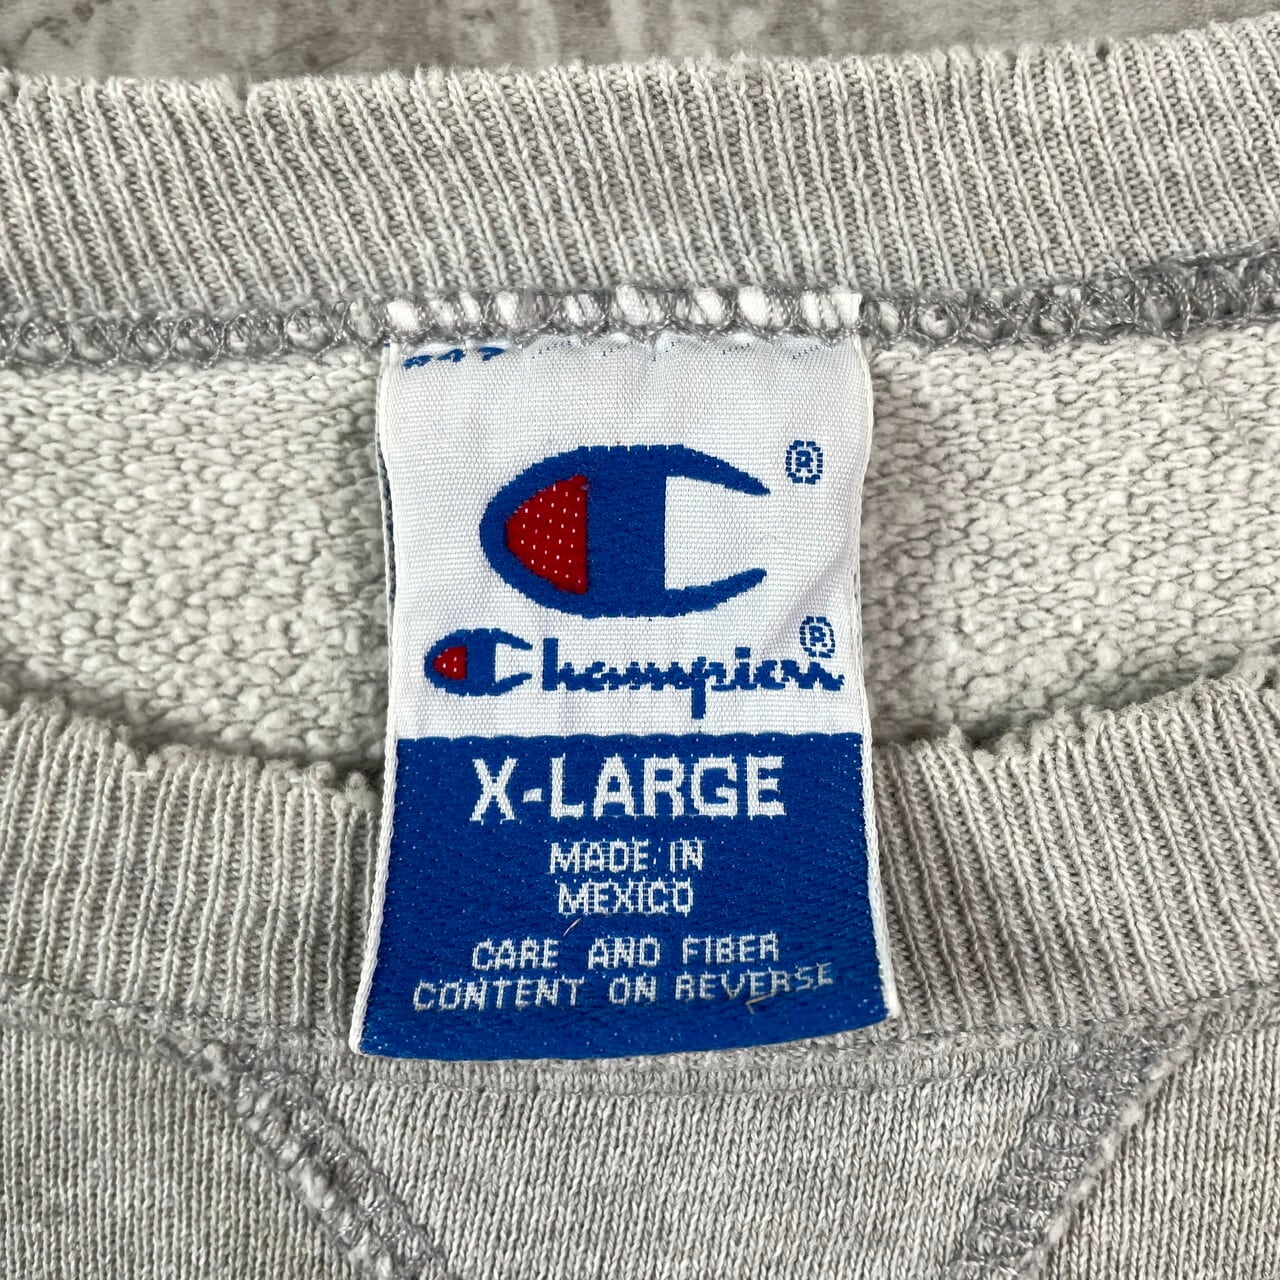 ®
Champion®
X-LARGE
MADE IN
MEXICO
CARE AND FIBER
CONTENT ON REVERSE